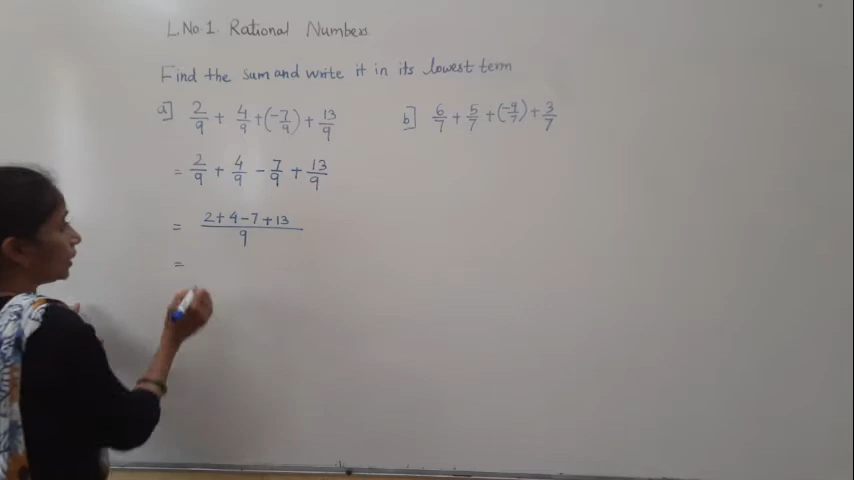 L.No.1. Rational Numbers
Find the sum and write it in its lowest term
a] 2/9 + 4/9 + (-7/9) + 13/9
b] 6/7 + 5/7 + (-9/7) + 3/7
= 2/9 + 4/9 - 7/9 + 13/9
= (2+4-7+13)/9
=